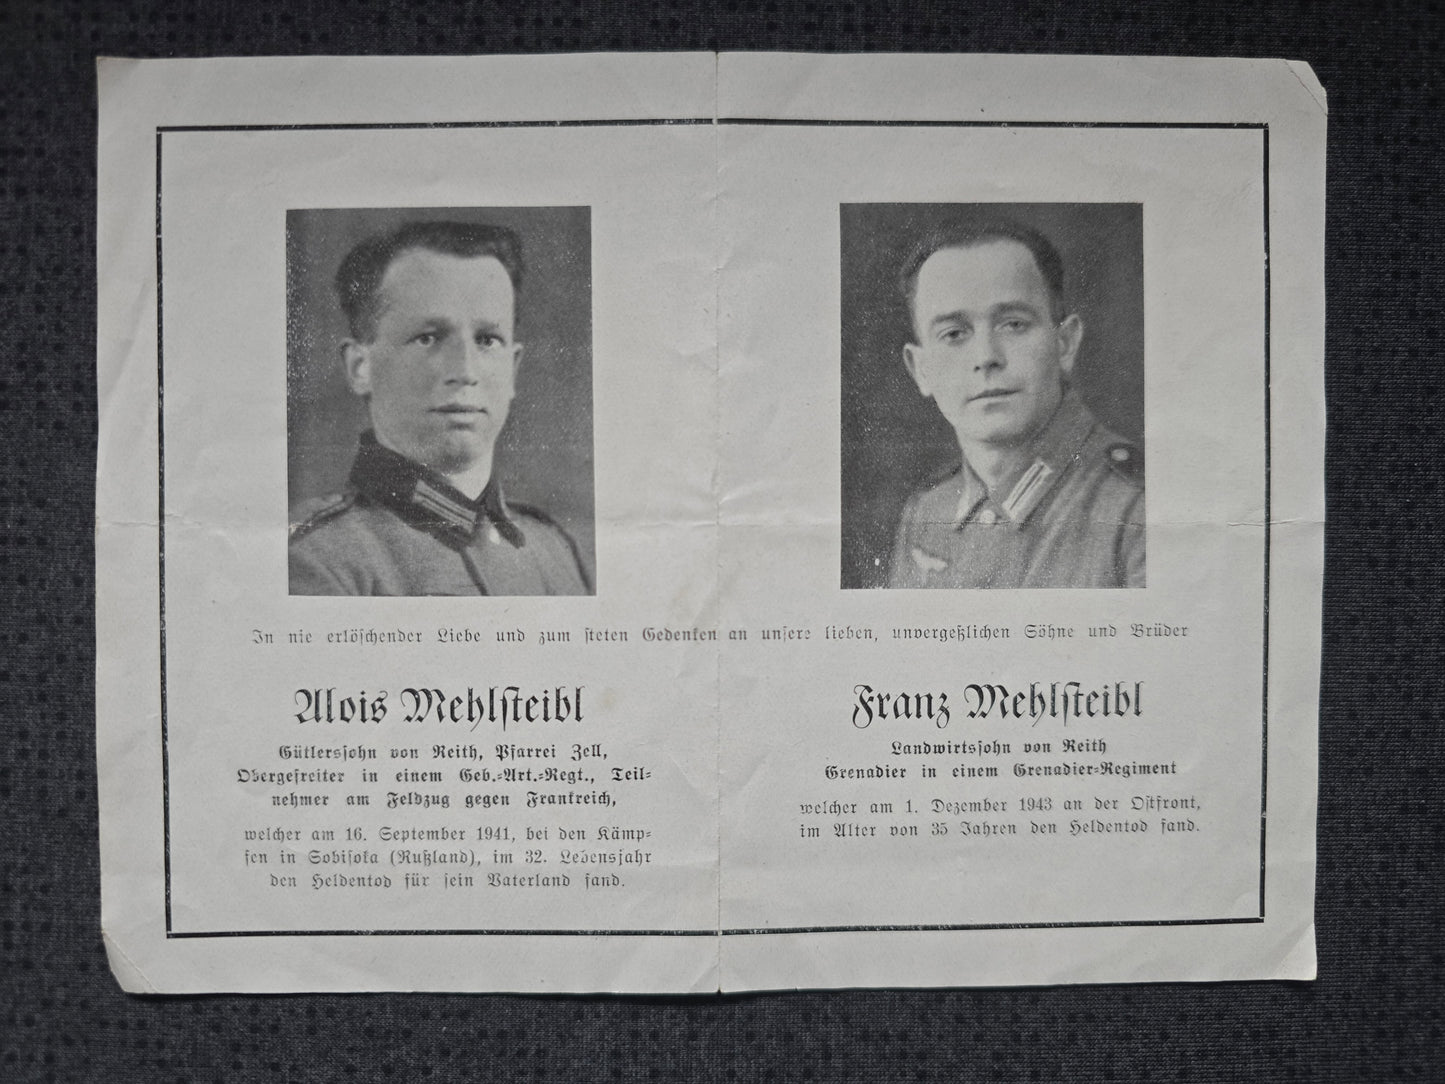 In nie erlöschender Liebe und zum steten Gedenken an unsere lieben, unvergeßlichen Söhne und Brüder
Alois Mehlsteibl
Gütlerssohn von Reith, Pfarrei Zell,
Obergefreiter in einem Geb.-Art.-Regt., Teil-
nehmer am Feldzug gegen Frankreich,
welcher am 16. September 1941, bei den Kämp-
fen in Sobisoka (Rußland), im 32. Lebensjahr
den Heldentod für sein Vaterland fand.
Franz Mehlsteibl
Landwirtssohn von Reith
Grenadier in einem Grenadier-Regiment
welcher am 1. Dezember 1943 an der Ostfront,
im Alter von 35 Jahren den Heldentod fand.